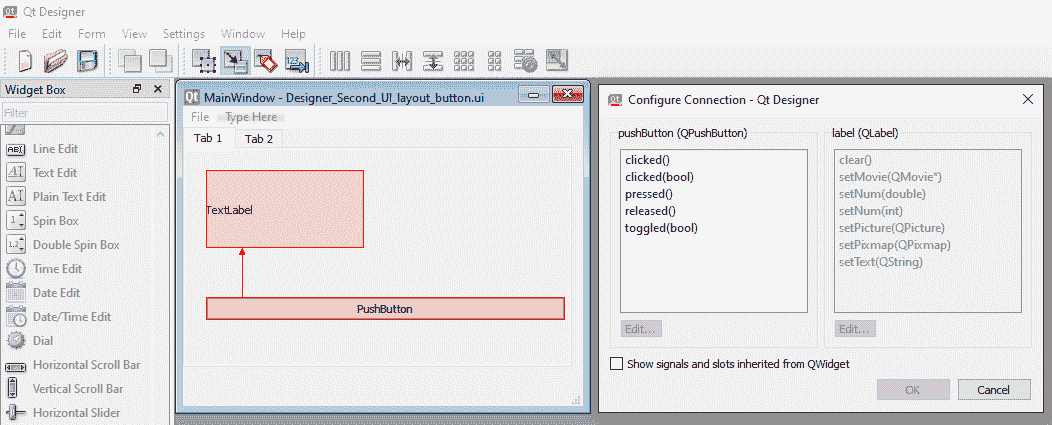 Qt Designer
File Edit Form View Settings Window Help
Widget Box
Filter
Line Edit
Text Edit
Plain Text Edit
Spin Box
Double Spin Box
Time Edit
Date Edit
Date/Time Edit
Dial
Horizontal Scroll Bar
Vertical Scroll Bar
Horizontal Slider
MainWindow - Designer_Second_UI_layout_button.ui
File Type Here
Tab 1 Tab 2
TextLabel
PushButton
Configure Connection - Qt Designer
pushButton (QPushButton)
clicked()
clicked(bool)
pressed()
released()
toggled(bool)
Edit...
label (QLabel)
clear()
setMovie(QMovie*)
setNum(double)
setNum(int)
setPicture(QPicture)
setPixmap(QPixmap)
setText(QString)
Edit...
Show signals and slots inherited from QWidget
OK Cancel